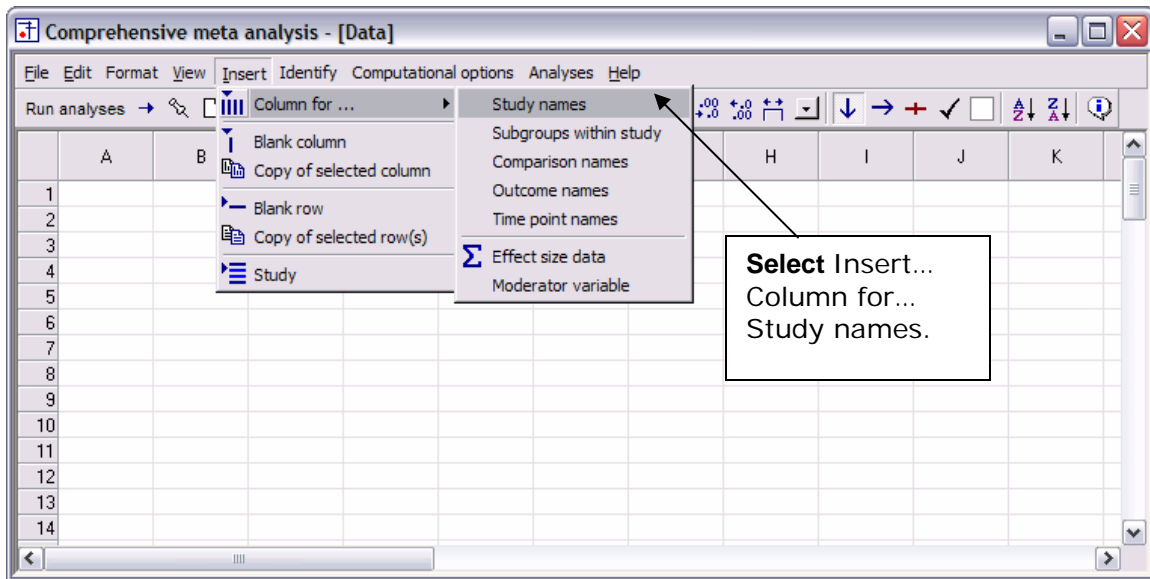 Comprehensive meta analysis - [Data]
File Edit Format View Insert Identify Computational options Analyses Help
Run analyses
Column for ...
Blank column
Copy of selected column
Blank row
Copy of selected row(s)
Study
Study names
Subgroups within study
Comparison names
Outcome names
Time point names
Effect size data
Moderator variable
A B H I J K
1
2
3
4
5
6
7
8
9
10
11
12
13
14
Select Insert...
Column for...
Study names.